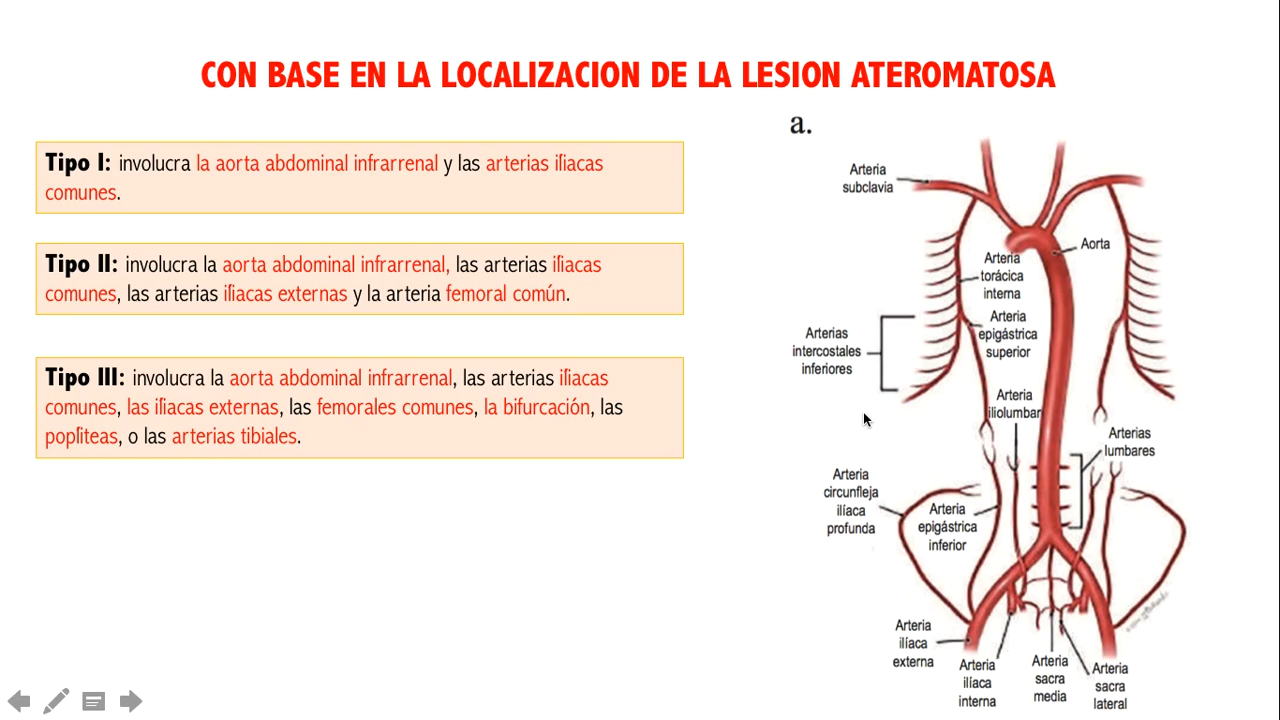 CON BASE EN LA LOCALIZACION DE LA LESION ATEROMATOSA
Tipo I: involucra la aorta abdominal infrarrenal y las arterias iliacas
comunes.
Tipo II: involucra la aorta abdominal infrarrenal, las arterias iliacas
comunes, las arterias iliacas externas y la arteria femoral común.
Tipo III: involucra la aorta abdominal infrarrenal, las arterias iliacas
comunes, las iliacas externas, las femorales comunes, la bifurcación, las
popliteas, o las arterias tibiales.
a.
Arteria
subclavia
Aorta
Arteria
torácica
interna
Arteria
epigástrica
superior
Arterias
intercostales
inferiores
Arteria
iliolumbar
Arterias
lumbares
Arteria
circunfleja
ilíaca
profunda
Arteria
epigástrica
inferior
Arteria
ilíaca
externa
Arteria
ilíaca
interna
Arteria
sacra
media
Arteria
sacra
lateral